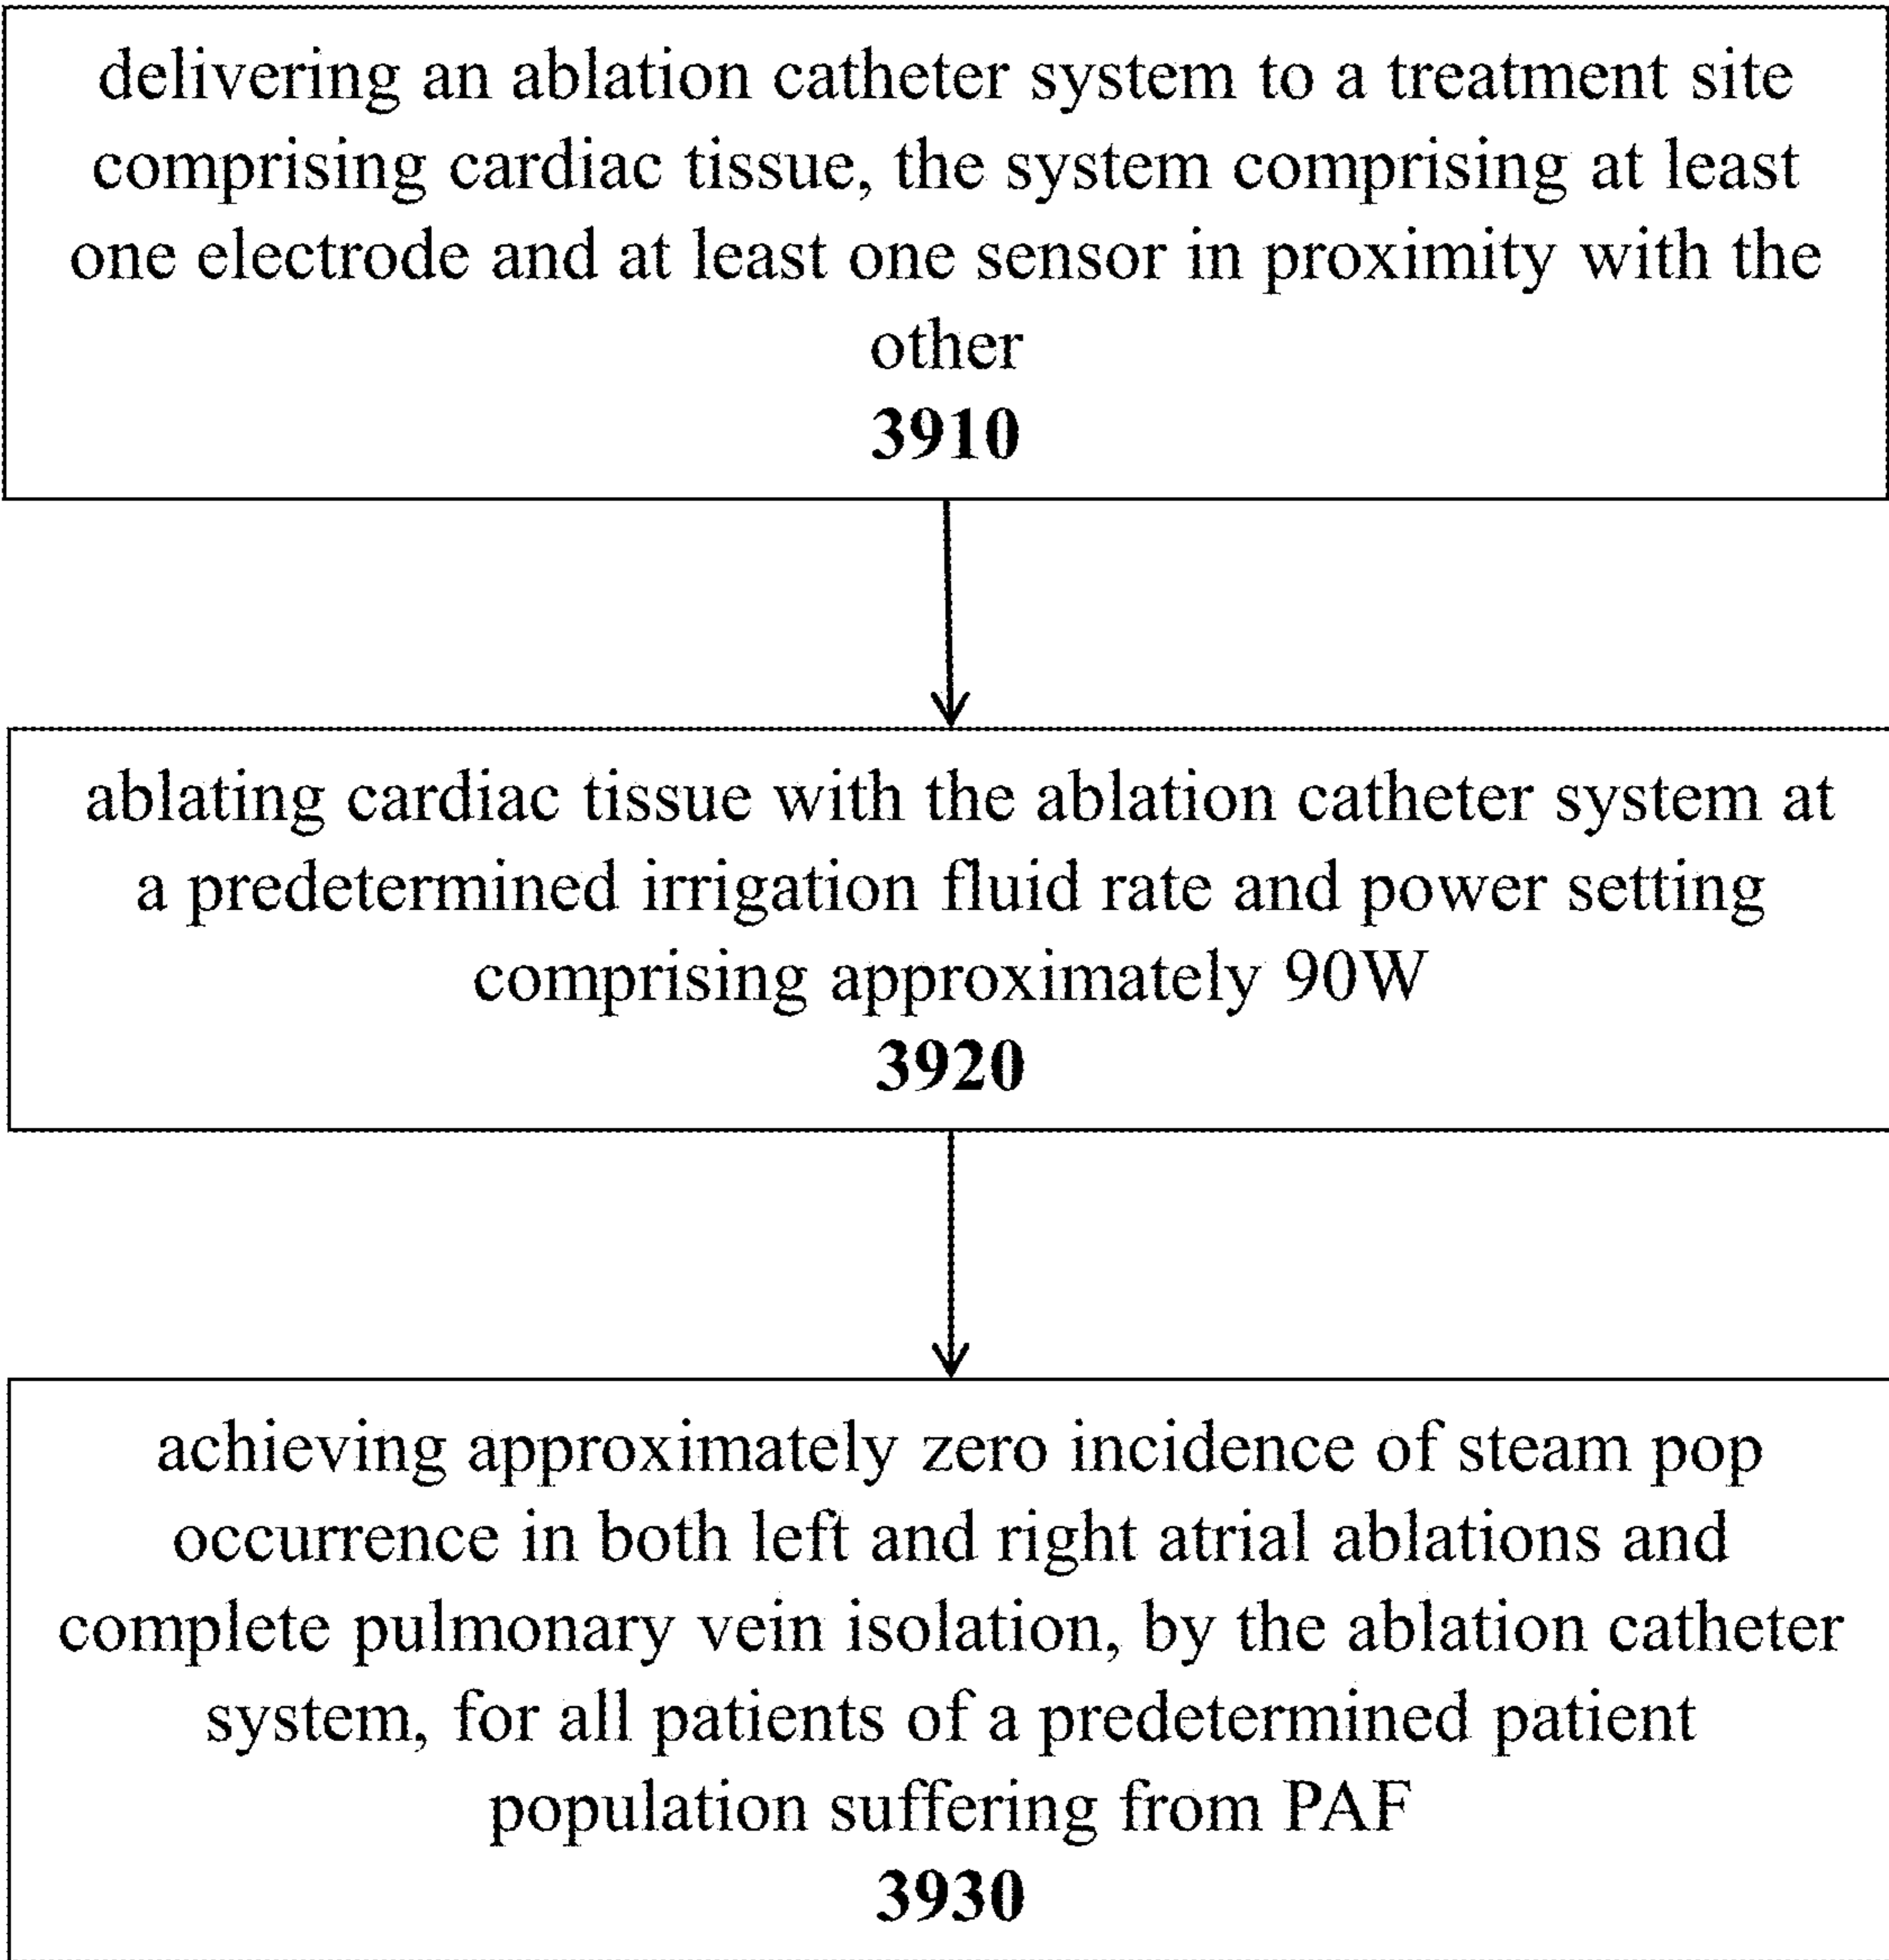 delivering an ablation catheter system to a treatment site
comprising cardiac tissue, the system comprising at least
one electrode and at least one sensor in proximity with the
other
3910
ablating cardiac tissue with the ablation catheter system at
a predetermined irrigation fluid rate and power setting
comprising approximately 90W
3920
achieving approximately zero incidence of steam pop
occurrence in both left and right atrial ablations and
complete pulmonary vein isolation, by the ablation catheter
system, for all patients of a predetermined patient
population suffering from PAF
3930